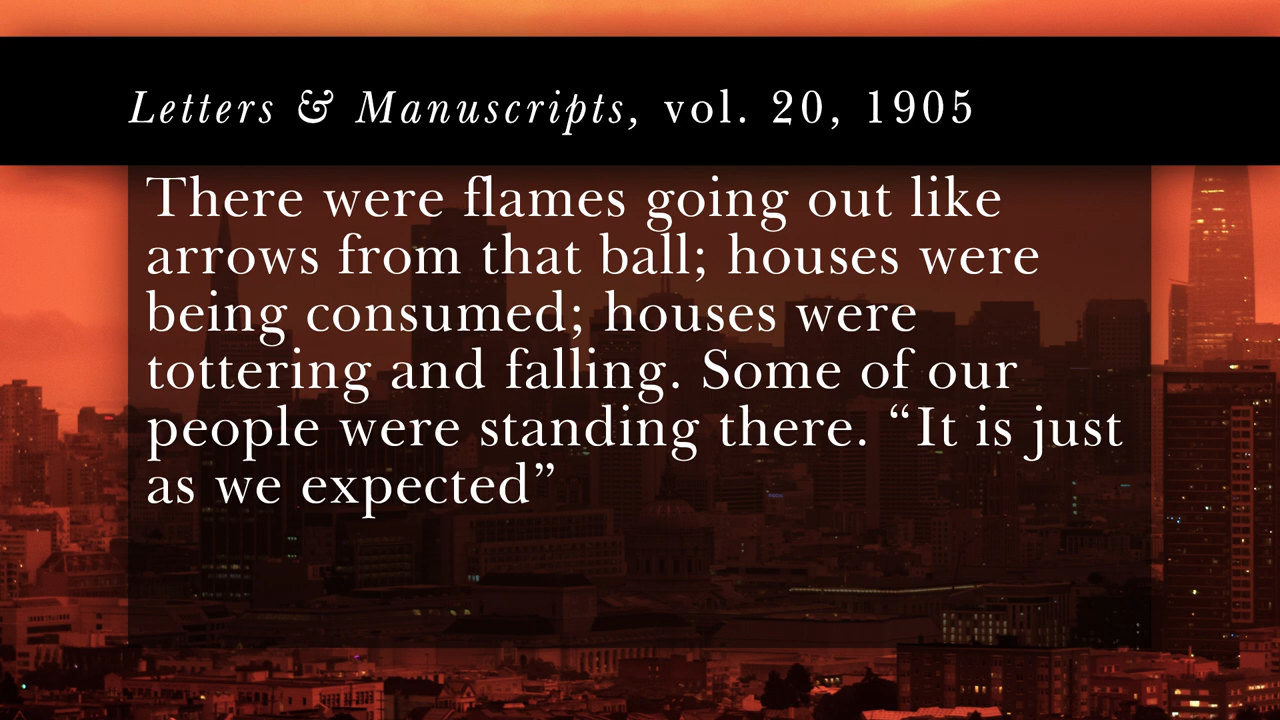 Letters & Manuscripts, vol. 20, 1905
There were flames going out like
arrows from that ball; houses were
being consumed; houses were
tottering and falling. Some of our
people were standing there. “It is just
as we expected”